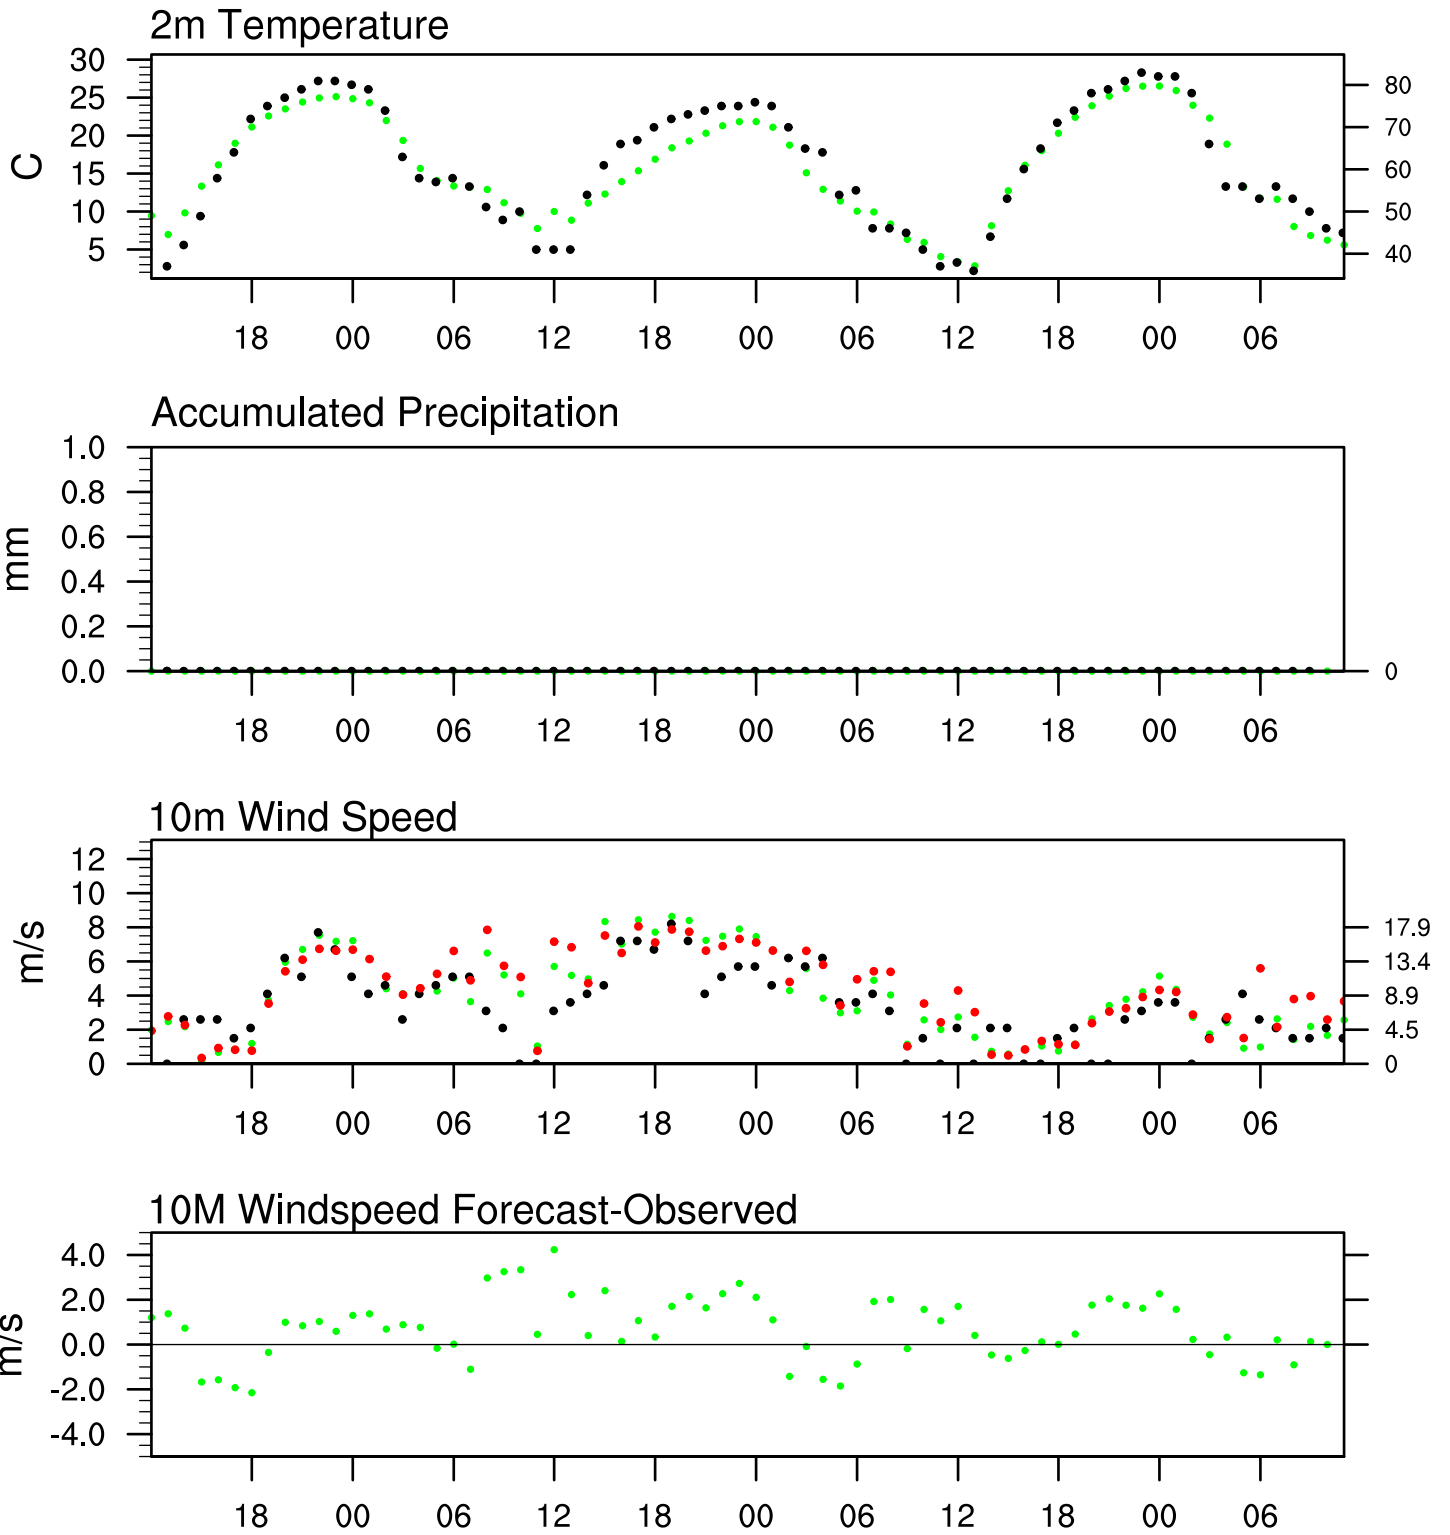 2m Temperature
30
25
20
15
10
5
C
80
70
60
50
40
18 00 06 12 18 00 06 12 18 00 06
Accumulated Precipitation
1.0
0.8
0.6
0.4
0.2
0.0
mm
0
18 00 06 12 18 00 06 12 18 00 06
10m Wind Speed
12
10
8
6
4
2
0
m/s
17.9
13.4
8.9
4.5
0
18 00 06 12 18 00 06 12 18 00 06
10M Windspeed Forecast-Observed
4.0
2.0
0.0
-2.0
-4.0
m/s
18 00 06 12 18 00 06 12 18 00 06